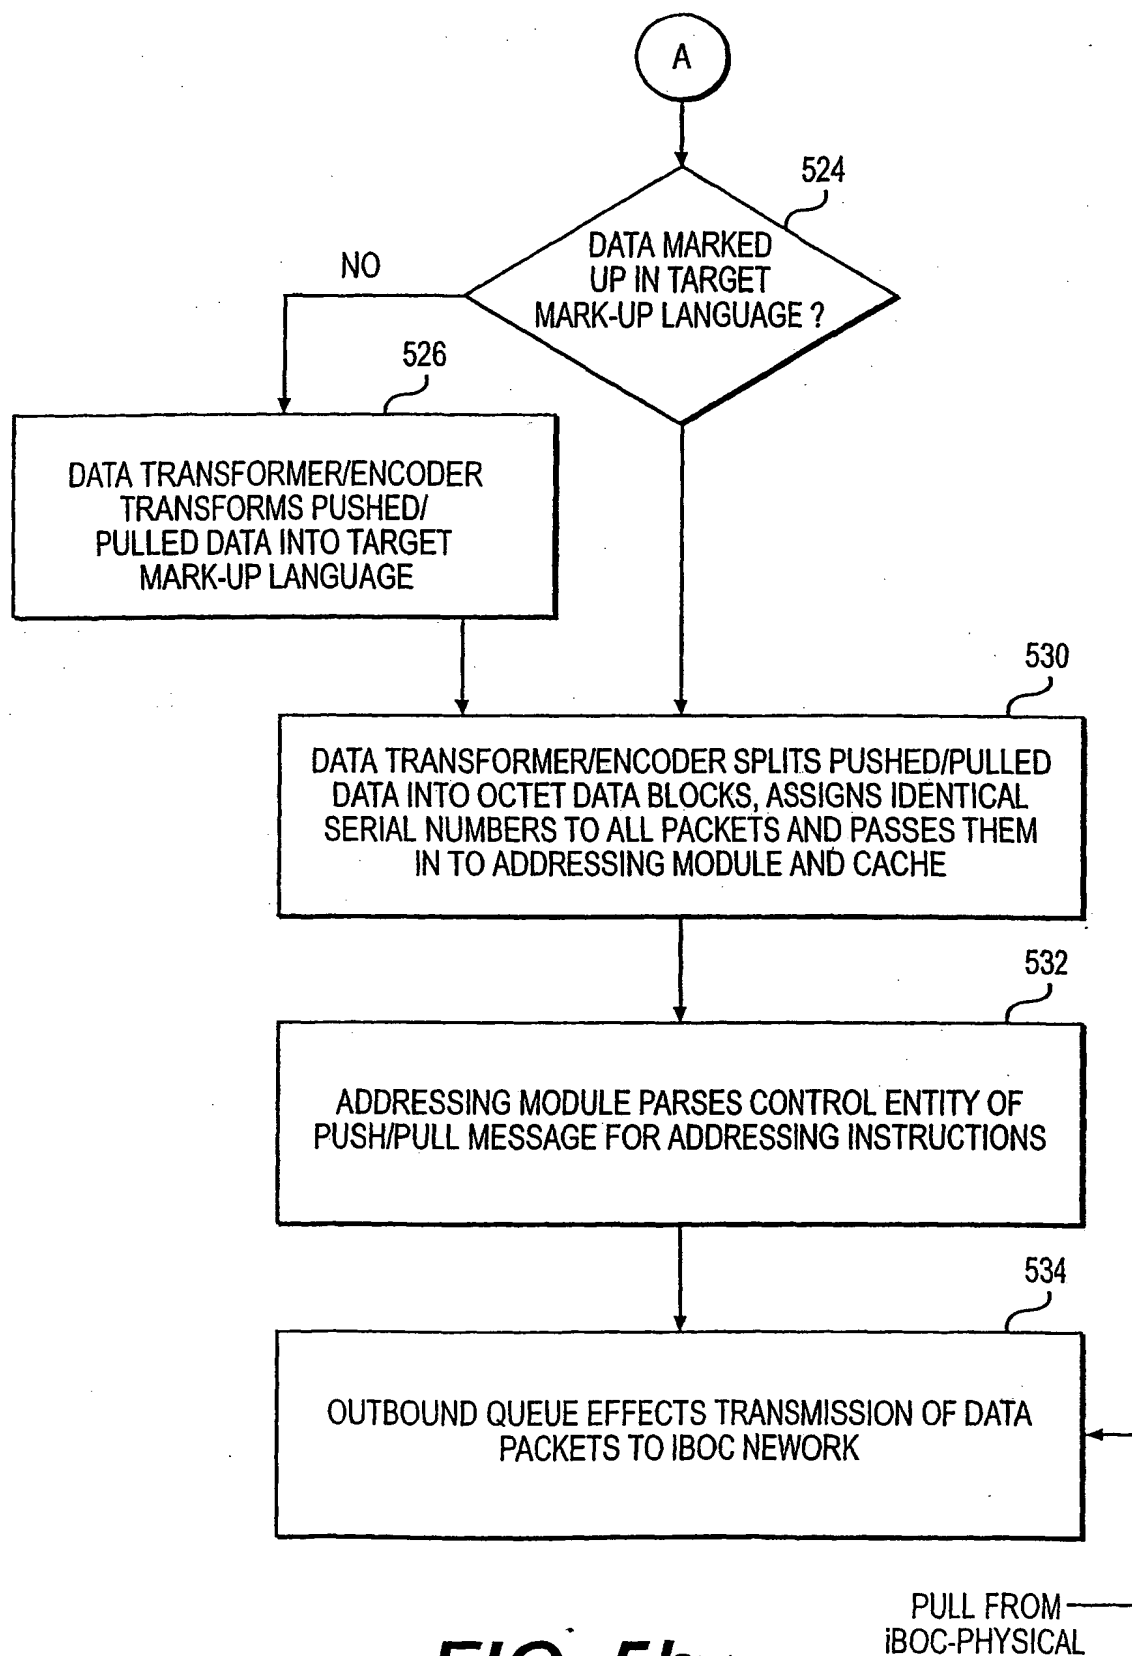 A
524
DATA MARKED
UP IN TARGET
MARK-UP LANGUAGE ?
NO
526
DATA TRANSFORMER/ENCODER
TRANSFORMS PUSHED/
PULLED DATA INTO TARGET
MARK-UP LANGUAGE
530
DATA TRANSFORMER/ENCODER SPLITS PUSHED/PULLED
DATA INTO OCTET DATA BLOCKS, ASSIGNS IDENTICAL
SERIAL NUMBERS TO ALL PACKETS AND PASSES THEM
IN TO ADDRESSING MODULE AND CACHE
532
ADDRESSING MODULE PARSES CONTROL ENTITY OF
PUSH/PULL MESSAGE FOR ADDRESSING INSTRUCTIONS
534
OUTBOUND QUEUE EFFECTS TRANSMISSION OF DATA
PACKETS TO IBOC NEWORK
PULL FROM
iBOC-PHYSICAL
FIG. 5b